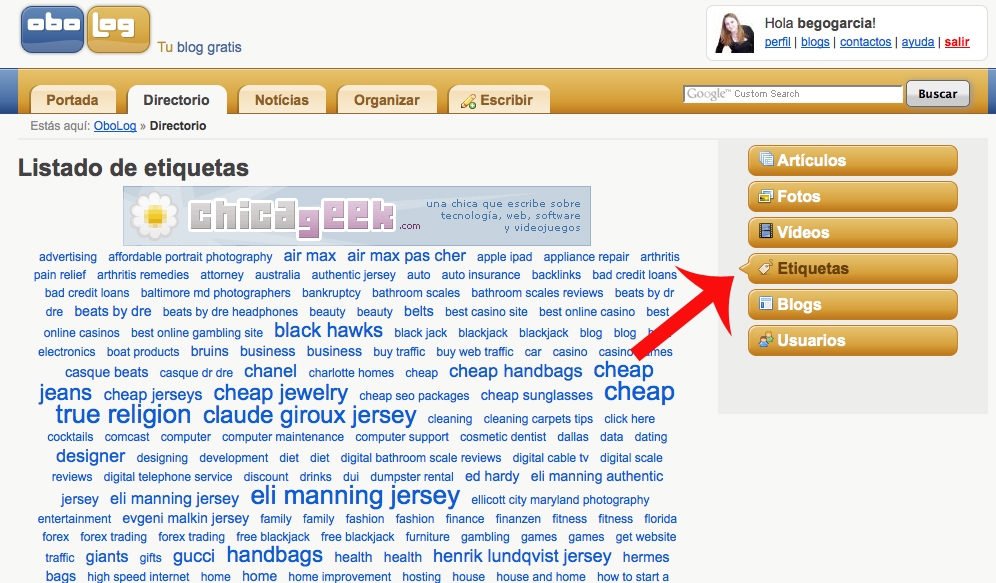 obo log Tu blog gratis
Hola begogarcia!
perfil | blogs | contactos | ayuda | salir
Portada Directorio Notícias Organizar Escribir
Google™ Custom Search Buscar
Estás aquí: OboLog » Directorio
Listado de etiquetas
chicageek.com
una chica que escribe sobre
tecnología, web, software
y videojuegos
advertising affordable portrait photography air max air max pas cher apple ipad appliance repair arthritis
pain relief arthritis remedies attorney australia authentic jersey auto auto insurance backlinks bad credit loans
bad credit loans baltimore md photographers bankruptcy bathroom scales bathroom scales reviews beats by dr
dre beats by dre beats by dre headphones beauty beauty belts best casino site best online casino best
online casinos best online gambling site black hawks black jack blackjack blackjack blog blog
electronics boat products bruins business business buy traffic buy web traffic car casino casino games
casque beats casque dr dre chanel charlotte homes cheap cheap handbags cheap
jeans cheap jerseys cheap jewelry cheap seo packages cheap sunglasses cheap
true religion claude giroux jersey cleaning cleaning carpets tips click here
cocktails comcast computer computer maintenance computer support cosmetic dentist dallas data dating
designer designing development diet diet digital bathroom scale reviews digital cable tv digital scale
reviews digital telephone service discount drinks dui dumpster rental ed hardy eli manning authentic
jersey eli manning jersey eli manning jersey ellicott city maryland photography
entertainment evgeni malkin jersey family family fashion fashion finance finanzen fitness fitness florida
forex forex trading forex trading free blackjack free blackjack furniture gambling games games get website
traffic giants gifts gucci handbags health health henrik lundqvist jersey hermes
bags high speed internet home home home improvement hosting house house and home how to start a
Artículos
Fotos
Vídeos
Etiquetas
Blogs
Usuarios